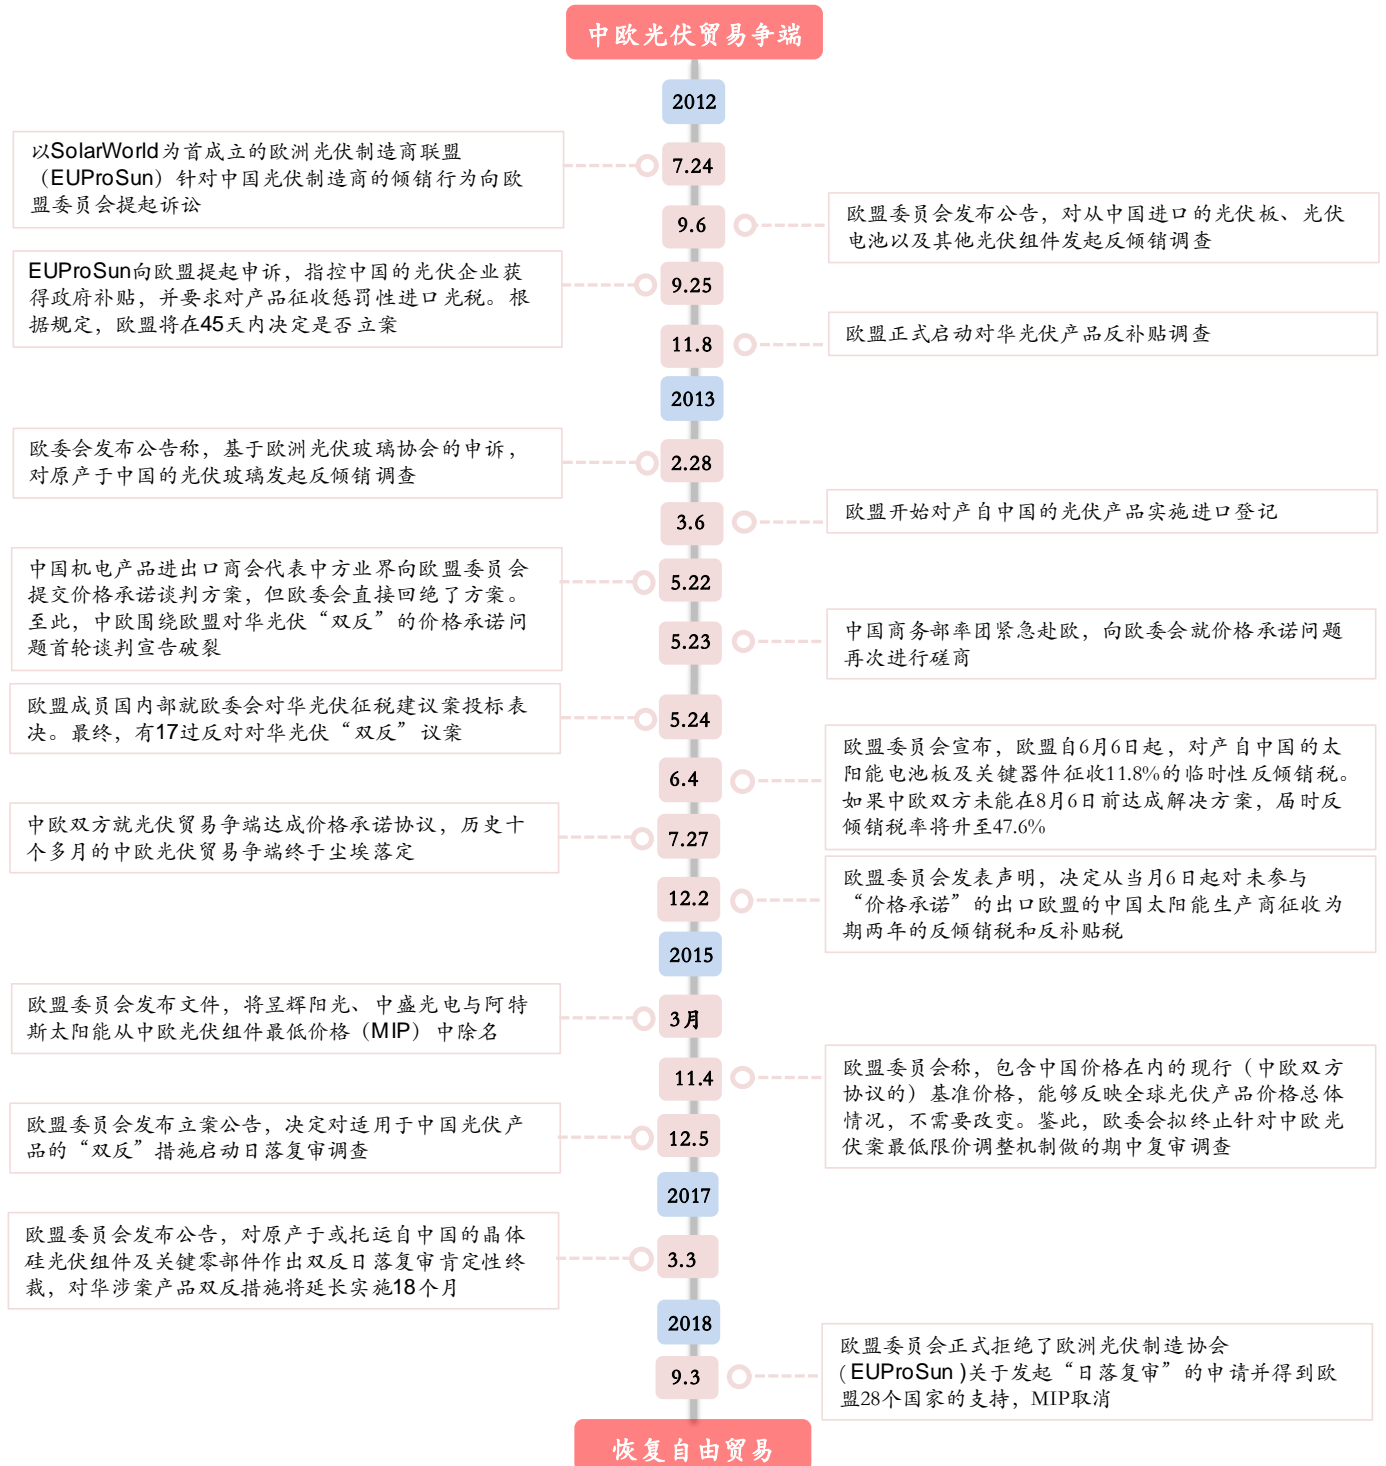 中欧光伏贸易争端
2012
7.24
以SolarWorld为首成立的欧洲光伏制造商联盟
（EUProSun）针对中国光伏制造商的倾销行为向欧
盟委员会提起诉讼
9.6
欧盟委员会发布公告，对从中国进口的光伏板、光伏
电池以及其他光伏组件发起反倾销调查
9.25
EUProSun向欧盟提起申诉，指控中国的光伏企业获
得政府补贴，并要求对产品征收惩罚性进口光税。根
据规定，欧盟将在45天内决定是否立案
11.8
欧盟正式启动对华光伏产品反补贴调查
2013
2.28
欧委会发布公告称，基于欧洲光伏玻璃协会的申诉，
对原产于中国的光伏玻璃发起反倾销调查
3.6
欧盟开始对产自中国的光伏产品实施进口登记
5.22
中国机电产品进出口商会代表中方业界向欧盟委员会
提交价格承诺谈判方案，但欧委会直接回绝了方案。
至此，中欧围绕欧盟对华光伏“双反”的价格承诺问
题首轮谈判宣告破裂
5.23
中国商务部率团紧急赴欧，向欧委会就价格承诺问题
再次进行磋商
5.24
欧盟成员国内部就欧委会对华光伏征税建议案投标表
决。最终，有17过反对对华光伏“双反”议案
6.4
欧盟委员会宣布，欧盟自6月6日起，对产自中国的太
阳能电池板及关键器件征收11.8%的临时性反倾销税。
如果中欧双方未能在8月6日前达成解决方案，届时反
倾销税率将升至47.6%
7.27
中欧双方就光伏贸易争端达成价格承诺协议，历史十
个多月的中欧光伏贸易争端终于尘埃落定
12.2
欧盟委员会发表声明，决定从当月6日起对未参与
“价格承诺”的出口欧盟的中国太阳能生产商征收为
期两年的反倾销税和反补贴税
2015
3月
欧盟委员会发布文件，将昱辉阳光、中盛光电与阿特
斯太阳能从中欧光伏组件最低价格（MIP）中除名
11.4
欧盟委员会称，包含中国价格在内的现行（中欧双方
协议的）基准价格，能够反映全球光伏产品价格总体
情况，不需要改变。鉴此，欧委会拟终止针对中欧光
伏案最低限价调整机制做的期中复审调查
12.5
欧盟委员会发布立案公告，决定对适用于中国光伏产
品的“双反”措施启动日落复审调查
2017
3.3
欧盟委员会发布公告，对原产于或托运自中国的晶体
硅光伏组件及关键零部件作出双反日落复审肯定性终
裁，对华涉案产品双反措施将延长实施18个月
2018
9.3
欧盟委员会正式拒绝了欧洲光伏制造协会
(EUProSun)关于发起“日落复审”的申请并得到欧
盟28个国家的支持，MIP取消
恢复自由贸易